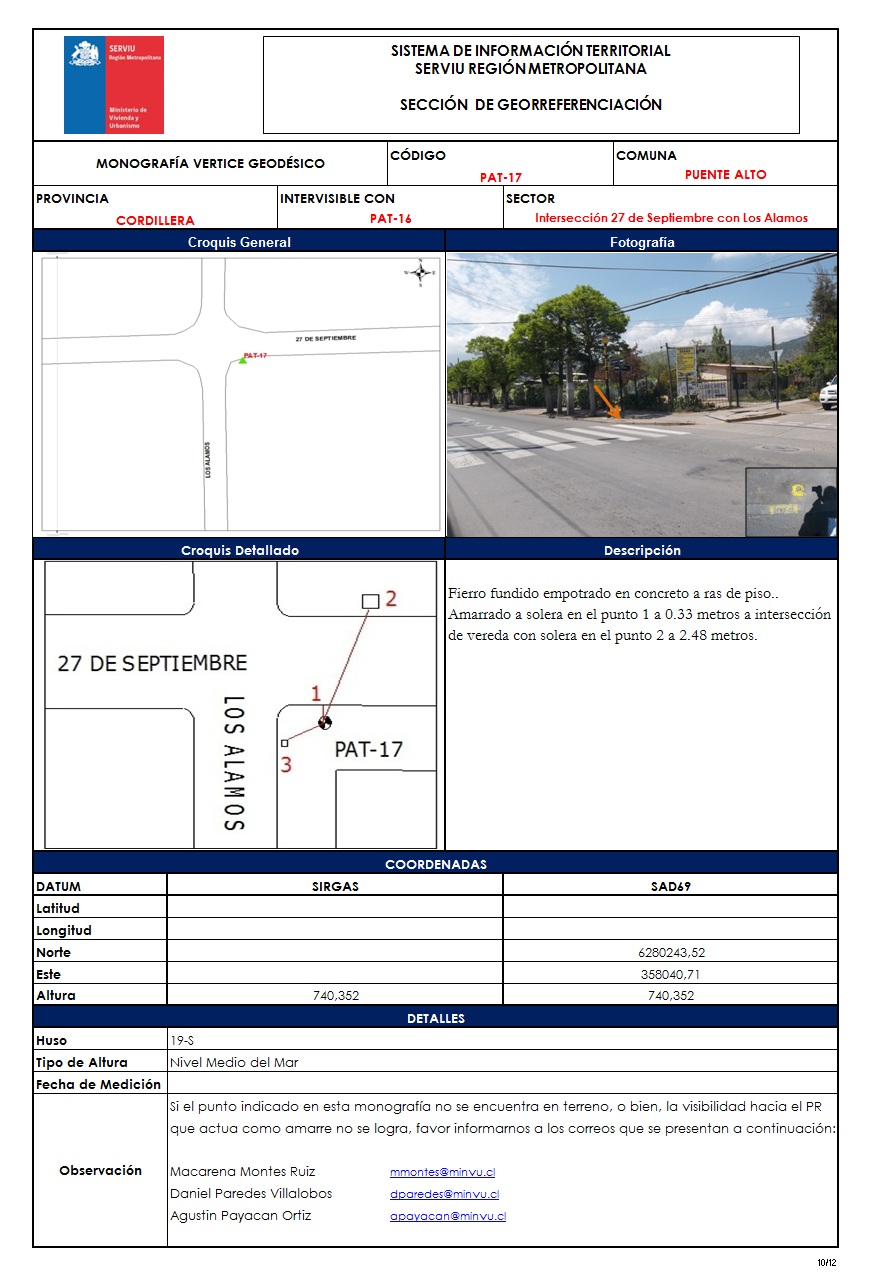 SERVIU
Región Metropolitana
Ministerio de
Vivienda y
Urbanismo
SISTEMA DE INFORMACIÓN TERRITORIAL
SERVIU REGIÓN METROPOLITANA
SECCIÓN DE GEORREFERENCIACIÓN
MONOGRAFÍA VERTICE GEODÉSICO
CÓDIGO
PAT-17
COMUNA
PUENTE ALTO
PROVINCIA
CORDILLERA
INTERVISIBLE CON
PAT-16
SECTOR
Intersección 27 de Septiembre con Los Alamos
Croquis General
Fotografía
N
W E
S
27 DE SEPTIEMBRE
PAT-17
LOS ALAMOS
Croquis Detallado
Descripción
2
27 DE SEPTIEMBRE
1
LOS ALAMOS
PAT-17
3
Fierro fundido empotrado en concreto a ras de piso..
Amarrado a solera en el punto 1 a 0.33 metros a intersección
de vereda con solera en el punto 2 a 2.48 metros.
COORDENADAS
DATUM SIRGAS SAD69
Latitud
Longitud
Norte 6280243,52
Este 358040,71
Altura 740,352 740,352
DETALLES
Huso 19-S
Tipo de Altura Nivel Medio del Mar
Fecha de Medición
Observación
Si el punto indicado en esta monografía no se encuentra en terreno, o bien, la visibilidad hacia el PR
que actua como amarre no se logra, favor informarnos a los correos que se presentan a continuación:
Macarena Montes Ruiz mmontes@minvu.cl
Daniel Paredes Villalobos dparedes@minvu.cl
Agustin Payacan Ortiz apayacan@minvu.cl
10/12